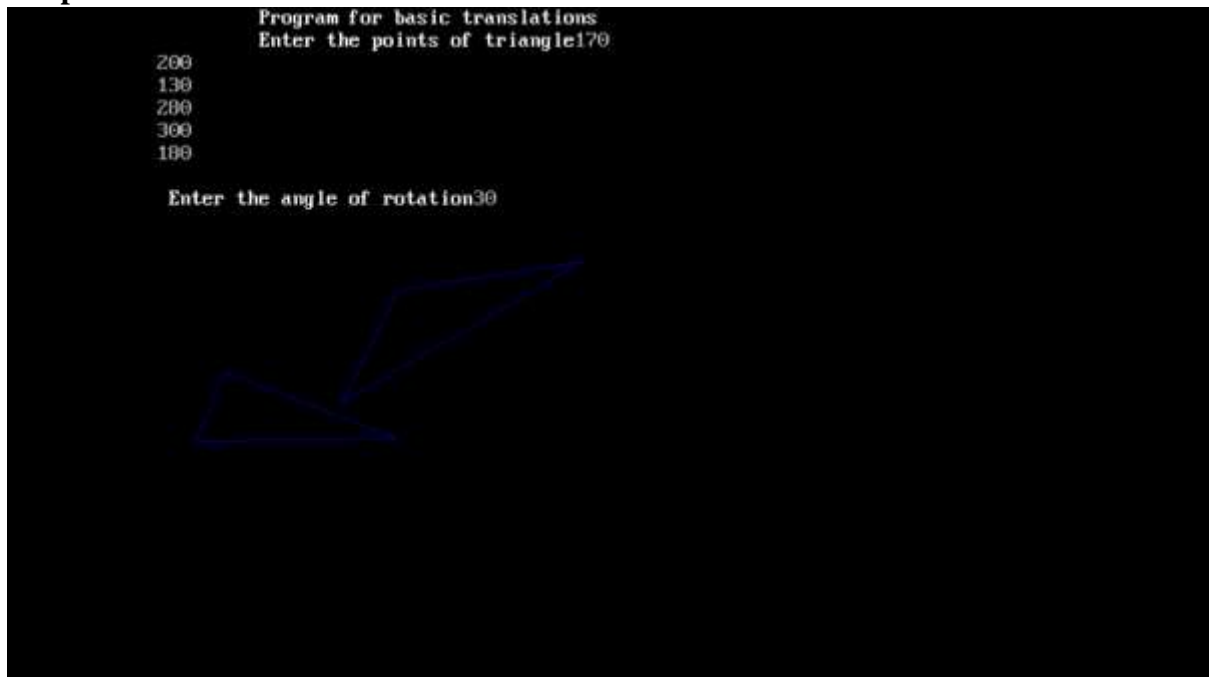 Program for basic translations
Enter the points of triangle170
200
130
280
300
180
Enter the angle of rotation30